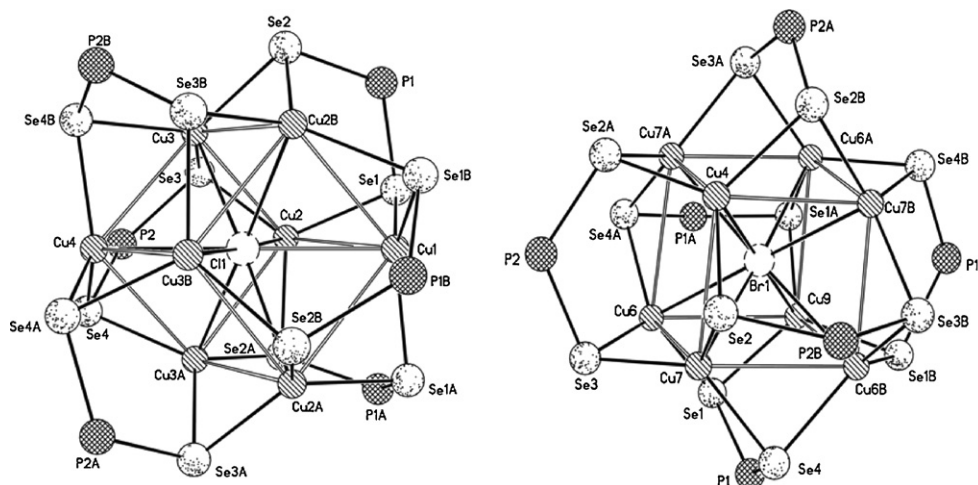 Se2
P2B
P1
Se3B
Se4B
Cu3
Cu2B
Se3
Se1
Se1B
Cu4
P2
Cu2
Cu1
Cl1
Cu3B
P1B
Se4A
Se4
Se2B
Cu3A
Se2A
Se1A
Cu2A
P1A
P2A
Se3A
P2A
Se3A
Se2B
Se2A
Cu7A
Cu6A
Se4B
Cu4
Cu7B
Se4A
P1A
Se1A
P2
P1
Br1
Cu6
Cu9
Se3B
Se2
P2B
Se3
Cu7
Cu6B
Se1B
Se1
P1
Se4